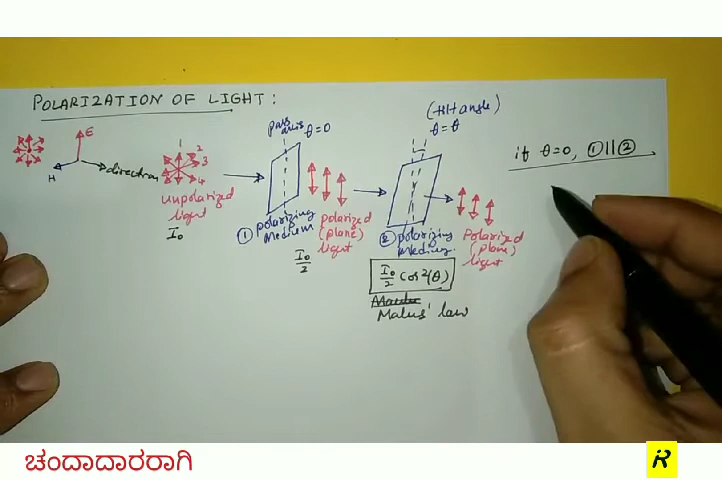 POLARIZATION OF LIGHT :
E
H
direction
1
2
3
4
unpolarized
light
I₀
pass
axis
θ=0
① polarizing
medium
polarized
(plane)
light
I₀/2
(tilt angle)
θ = θ
② polarizing
medium.
I₀/2 cos²(θ)
Malus' law
Polarized
(plane)
light
if θ=0, ①||②
ಚಂದಾದಾರರಾಗಿ
R